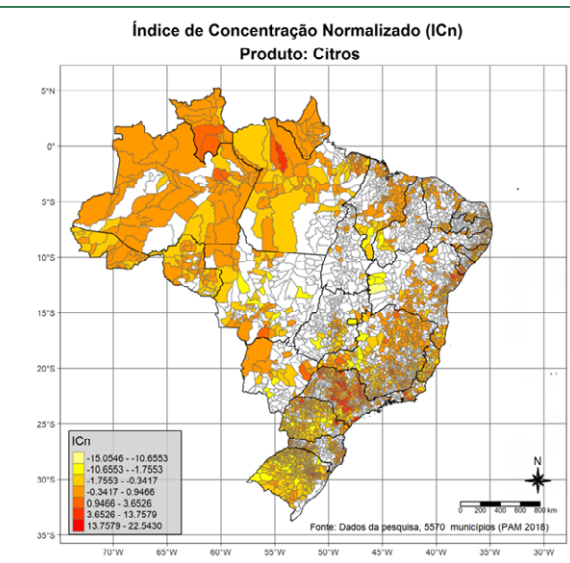 Índice de Concentração Normalizado (ICn)
Produto: Citros
5°N
0°
5°S
10°S
15°S
20°S
25°S
30°S
35°S
ICn
-15.0546 - -10.6553
-10.6553 - -1.7553
-1.7553 - -0.3417
-0.3417 - 0.9466
0.9466 - 3.6526
3.6526 - 13.7579
13.7579 - 22.5430
N
0 200 400 600 800 km
Fonte: Dados da pesquisa, 5570 municípios (PAM 2018)
70°W 65°W 60°W 55°W 50°W 45°W 40°W 35°W 30°W